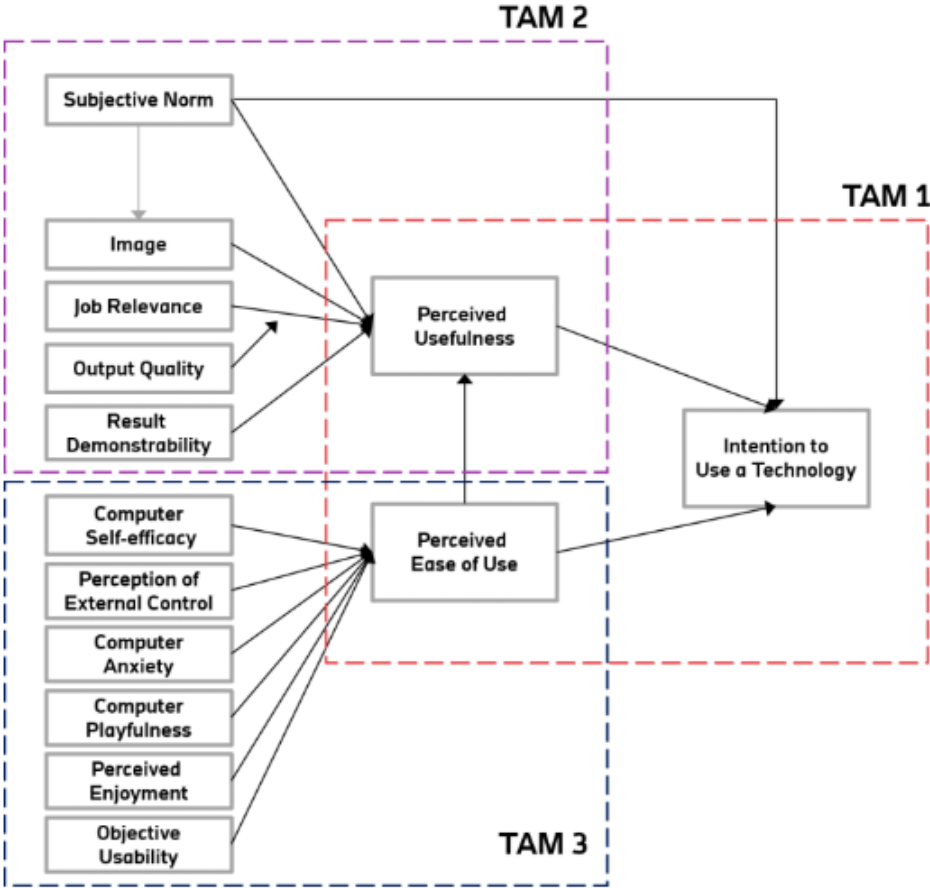 TAM 2
Subjective Norm
TAM 1
Image
Job Relevance
Output Quality
Result
Demonstrability
Perceived
Usefulness
Intention to
Use a Technology
Computer
Self-efficacy
Perception of
External Control
Computer
Anxiety
Computer
Playfulness
Perceived
Enjoyment
Objective
Usability
Perceived
Ease of Use
TAM 3